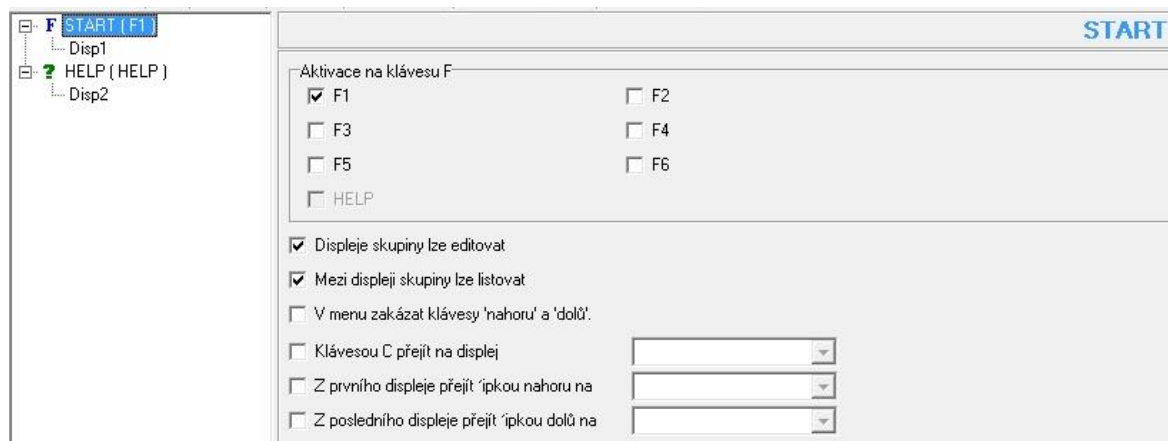 F START ( F1 )
Disp1
? HELP ( HELP )
Disp2
START
Aktivace na klávesu F
F1
F2
F3
F4
F5
F6
HELP
Displeje skupiny lze editovat
Mezi displeji skupiny lze listovat
V menu zakázat klávesy 'nahoru' a 'dolů'.
Klávesou C přejít na displej
Z prvního displeje přejít ´ipkou nahoru na
Z posledního displeje přejít ´ipkou dolů na